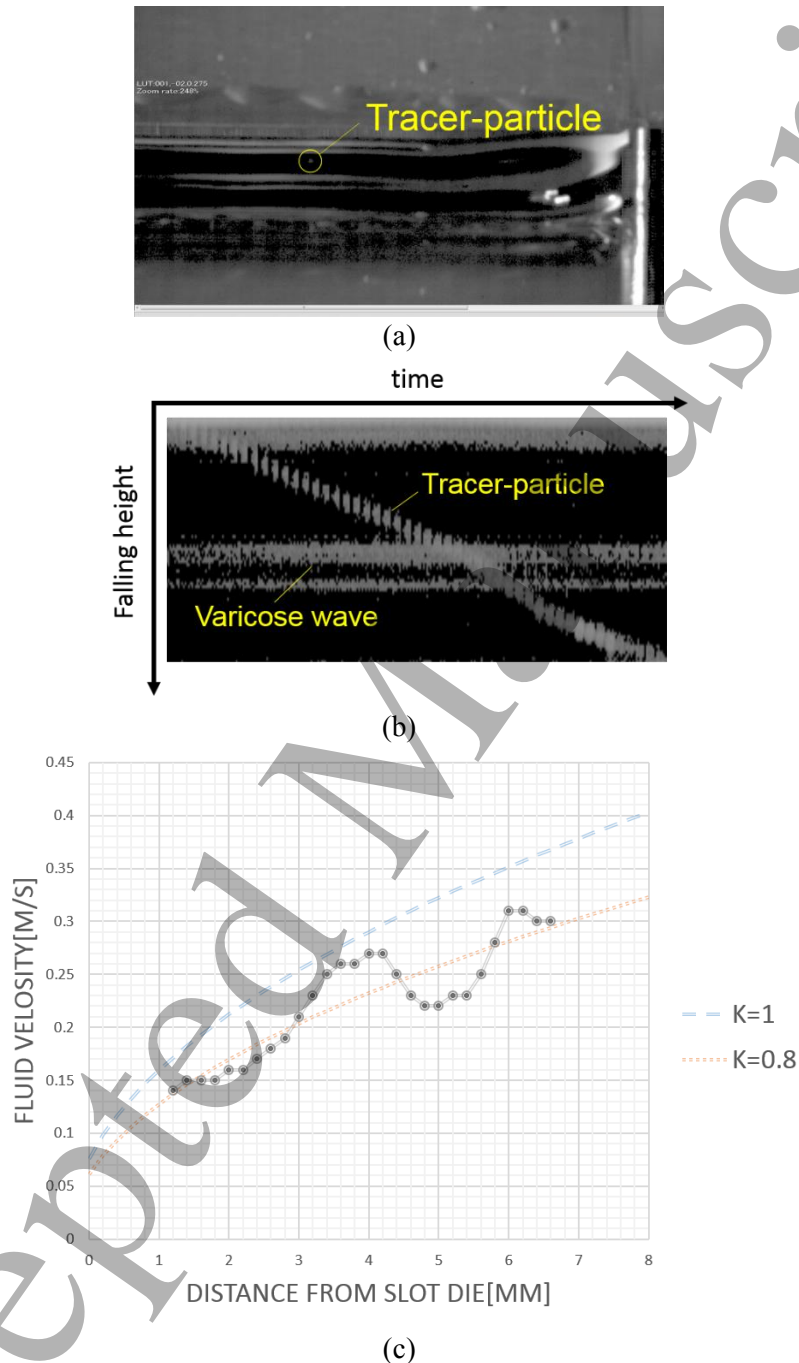 LUT:001.-02.0.275
Zoom rate:248%
Tracer-particle
(a)
time
Falling height
Tracer-particle
Varicose wave
(b)
0.45
0.4
0.35
0.3
0.25
0.2
0.15
0.1
0.05
0
FLUID VELOSITY[M/S]
0 1 2 3 4 5 6 7 8
DISTANCE FROM SLOT DIE[MM]
K=1
K=0.8
(c)